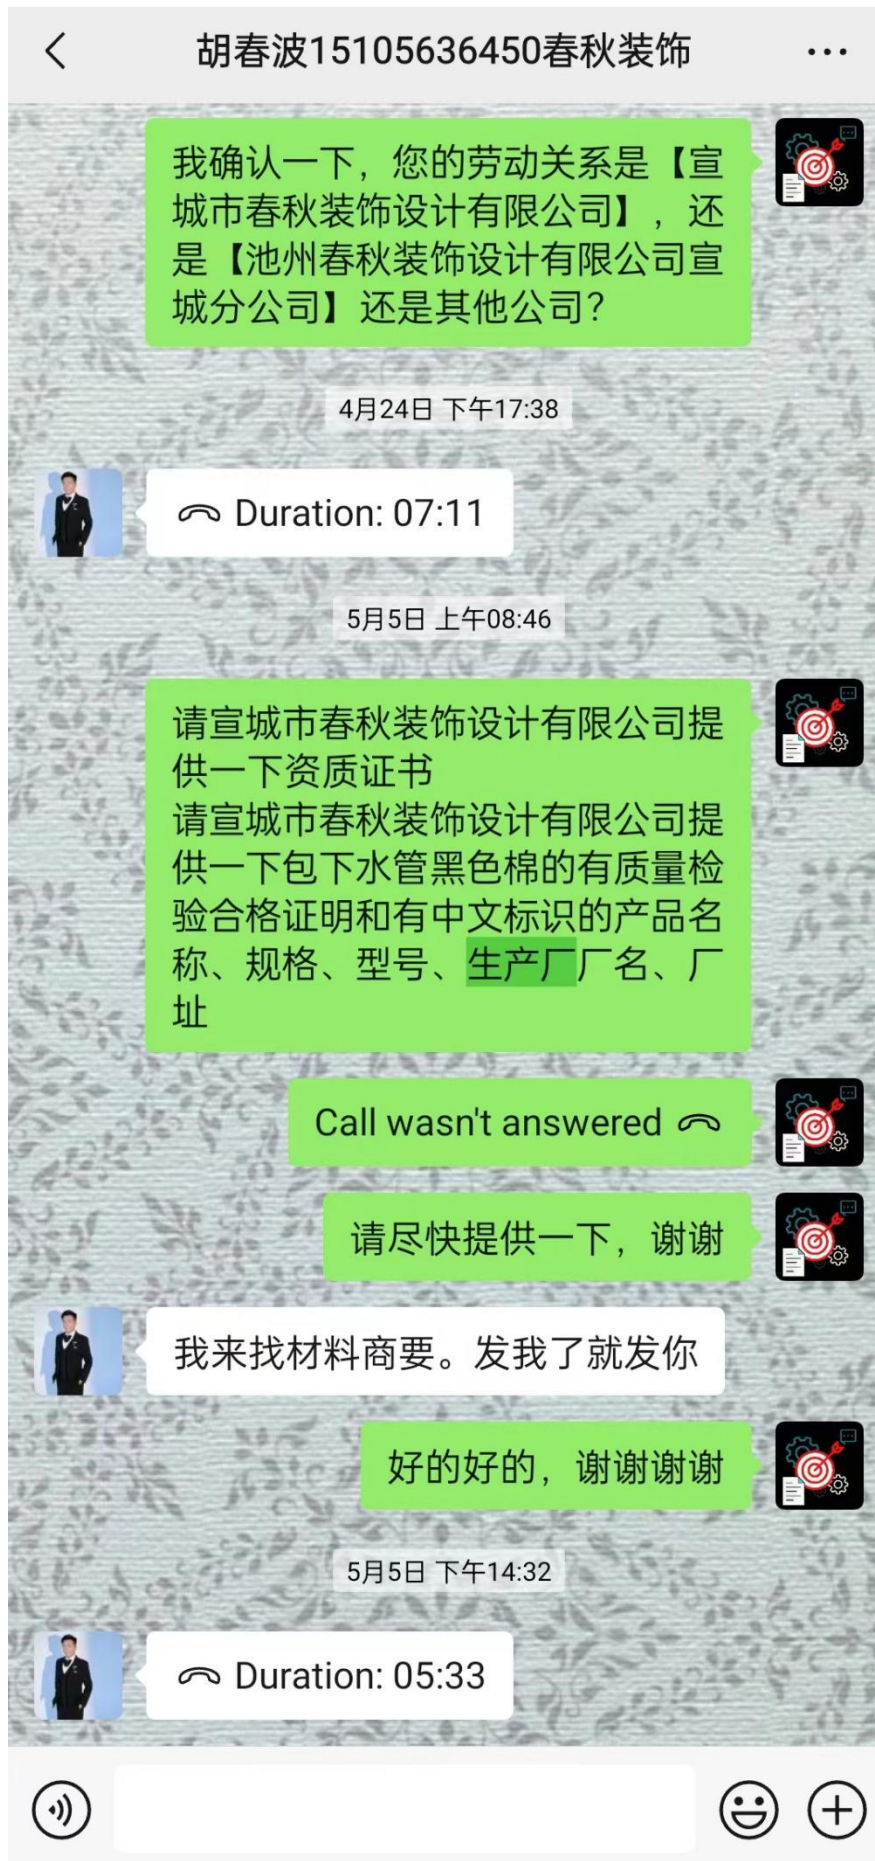 胡春波15105636450春秋装饰
我确认一下，您的劳动关系是【宣
城市春秋装饰设计有限公司】，还
是【池州春秋装饰设计有限公司宣
城分公司】还是其他公司？
4月24日 下午17:38
Duration: 07:11
5月5日 上午08:46
请宣城市春秋装饰设计有限公司提
供一下资质证书
请宣城市春秋装饰设计有限公司提
供一下包下水管黑色棉的有质量检
验合格证明和有中文标识的产品名
称、规格、型号、生产厂厂名、厂
址
Call wasn't answered
请尽快提供一下，谢谢
我来找材料商要。发我了就发你
好的好的，谢谢谢谢
5月5日 下午14:32
Duration: 05:33